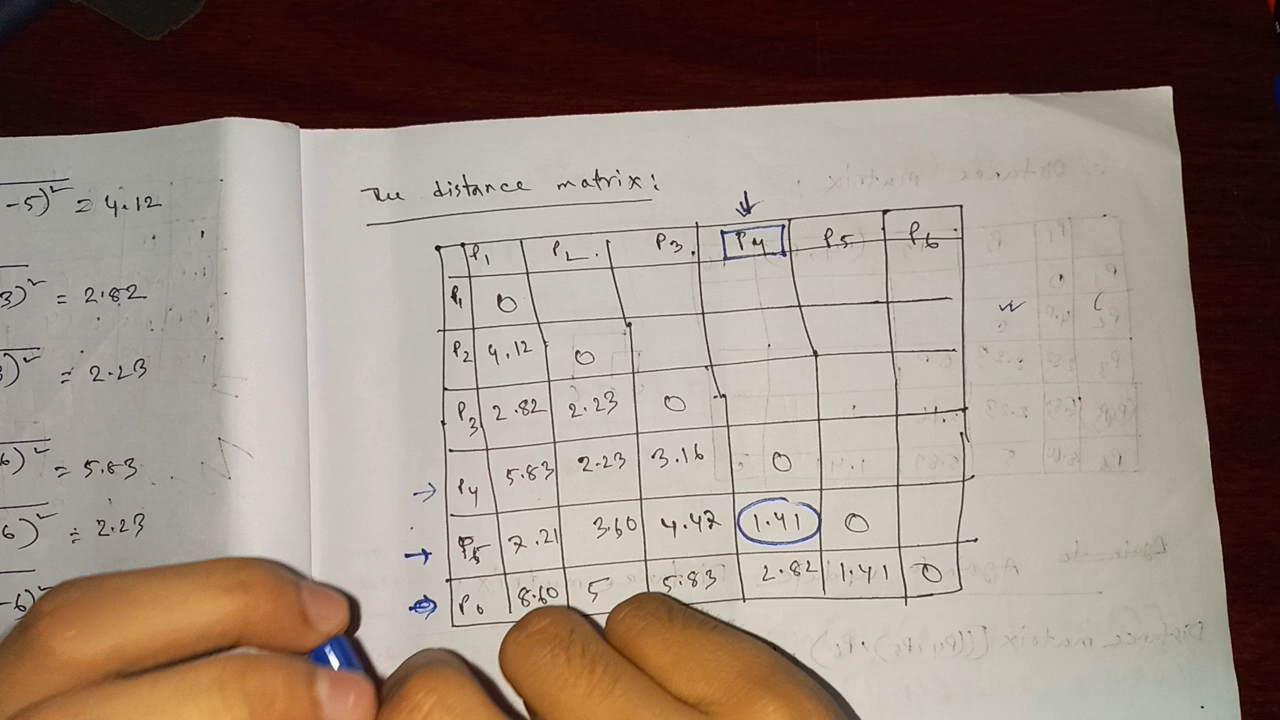 -5)² = 4.12
3)² = 2.82
3)² = 2.23
6)² = 5.83
6)² = 2.23
-6)²
The distance matrix:
P1 P2. P3. P4 P5 P6
P1 0
P2 4.12 0
P3 2.82 2.23 0
P4 5.83 2.23 3.16 0
P5 7.21 3.60 4.42 1.41 0
P6 8.60 5 5.83 2.82 1.41 0